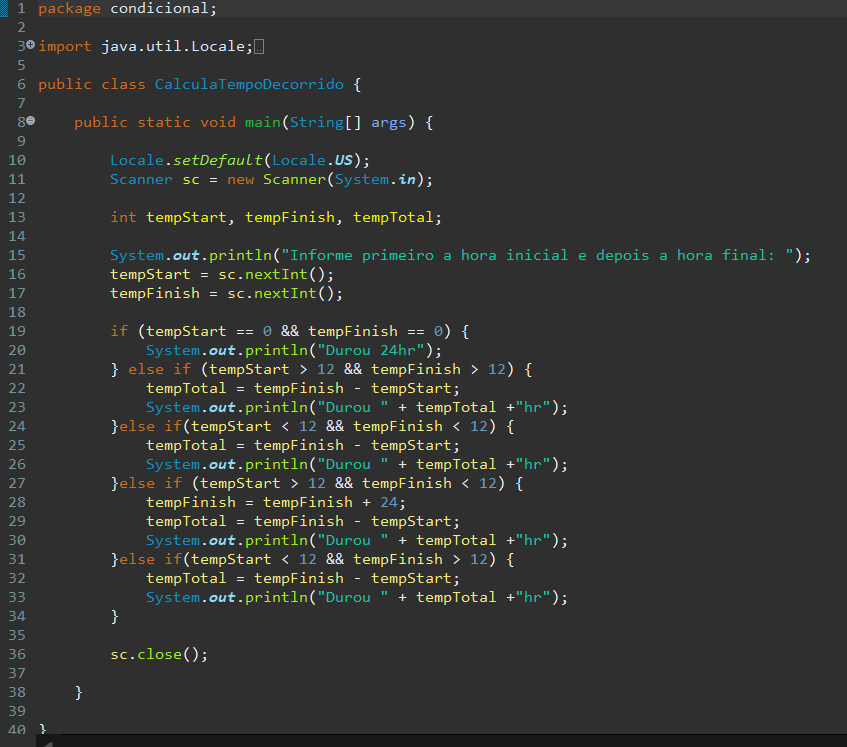 1 package condicional;
2
3 import java.util.Locale;
5
6 public class CalculaTempoDecorrido {
7
8     public static void main(String[] args) {
9
10         Locale.setDefault(Locale.US);
11         Scanner sc = new Scanner(System.in);
12
13         int tempStart, tempFinish, tempTotal;
14
15         System.out.println("Informe primeiro a hora inicial e depois a hora final: ");
16         tempStart = sc.nextInt();
17         tempFinish = sc.nextInt();
18
19         if (tempStart == 0 && tempFinish == 0) {
20             System.out.println("Durou 24hr");
21         } else if (tempStart > 12 && tempFinish > 12) {
22             tempTotal = tempFinish - tempStart;
23             System.out.println("Durou " + tempTotal +"hr");
24         }else if(tempStart < 12 && tempFinish < 12) {
25             tempTotal = tempFinish - tempStart;
26             System.out.println("Durou " + tempTotal +"hr");
27         }else if (tempStart > 12 && tempFinish < 12) {
28             tempFinish = tempFinish + 24;
29             tempTotal = tempFinish - tempStart;
30             System.out.println("Durou " + tempTotal +"hr");
31         }else if(tempStart < 12 && tempFinish > 12) {
32             tempTotal = tempFinish - tempStart;
33             System.out.println("Durou " + tempTotal +"hr");
34         }
35
36         sc.close();
37
38     }
39
40 }